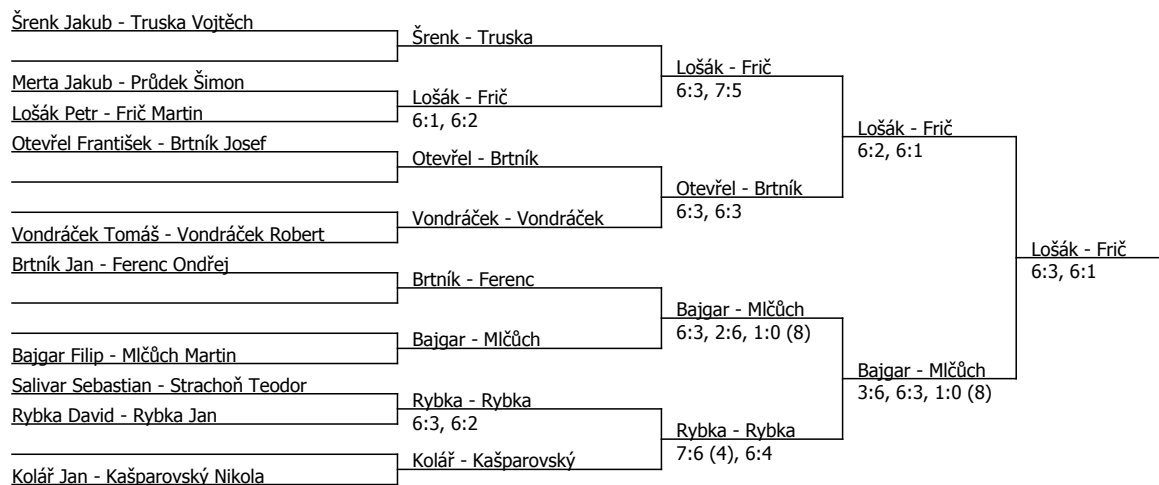 Šrenk Jakub - Truska Vojtěch
Merta Jakub - Průdek Šimon
Lošák Petr - Frič Martin
Otevřel František - Brtník Josef
Vondráček Tomáš - Vondráček Robert
Brtník Jan - Ferenc Ondřej
Bajgar Filip - Mlčůch Martin
Salivar Sebastian - Strachoň Teodor
Rybka David - Rybka Jan
Kolář Jan - Kašparovský Nikola
Šrenk - Truska
Lošák - Frič
6:1, 6:2
Otevřel - Brtník
Vondráček - Vondráček
Brtník - Ferenc
Bajgar - Mlčůch
Rybka - Rybka
6:3, 6:2
Kolář - Kašparovský
Lošák - Frič
6:3, 7:5
Otevřel - Brtník
6:3, 6:3
Bajgar - Mlčůch
6:3, 2:6, 1:0 (8)
Rybka - Rybka
7:6 (4), 6:4
Lošák - Frič
6:2, 6:1
Bajgar - Mlčůch
3:6, 6:3, 1:0 (8)
Lošák - Frič
6:3, 6:1